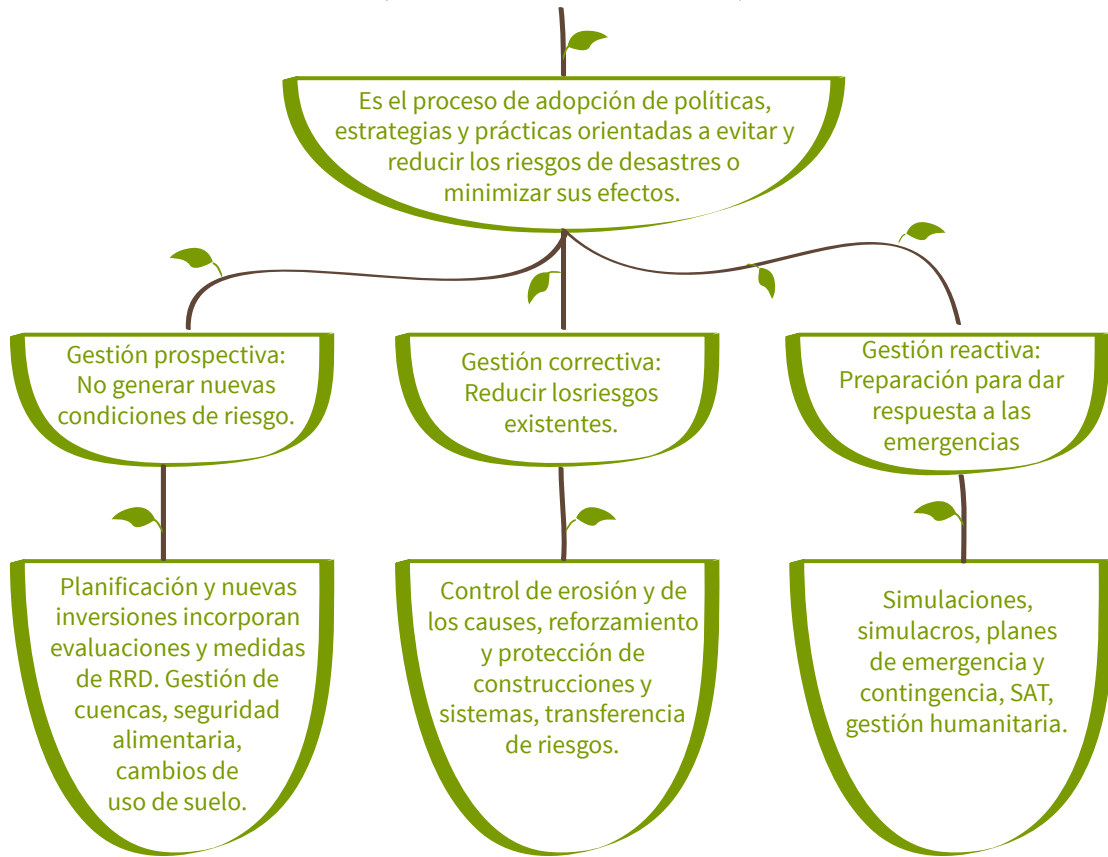 Es el proceso de adopción de políticas,
estrategias y prácticas orientadas a evitar y
reducir los riesgos de desastres o
minimizar sus efectos.
Gestión prospectiva:
No generar nuevas
condiciones de riesgo.
Gestión correctiva:
Reducir losriesgos
existentes.
Gestión reactiva:
Preparación para dar
respuesta a las
emergencias
Planificación y nuevas
inversiones incorporan
evaluaciones y medidas
de RRD. Gestión de
cuencas, seguridad
alimentaria,
cambios de
uso de suelo.
Control de erosión y de
los causes, reforzamiento
y protección de
construcciones y
sistemas, transferencia
de riesgos.
Simulaciones,
simulacros, planes
de emergencia y
contingencia, SAT,
gestión humanitaria.